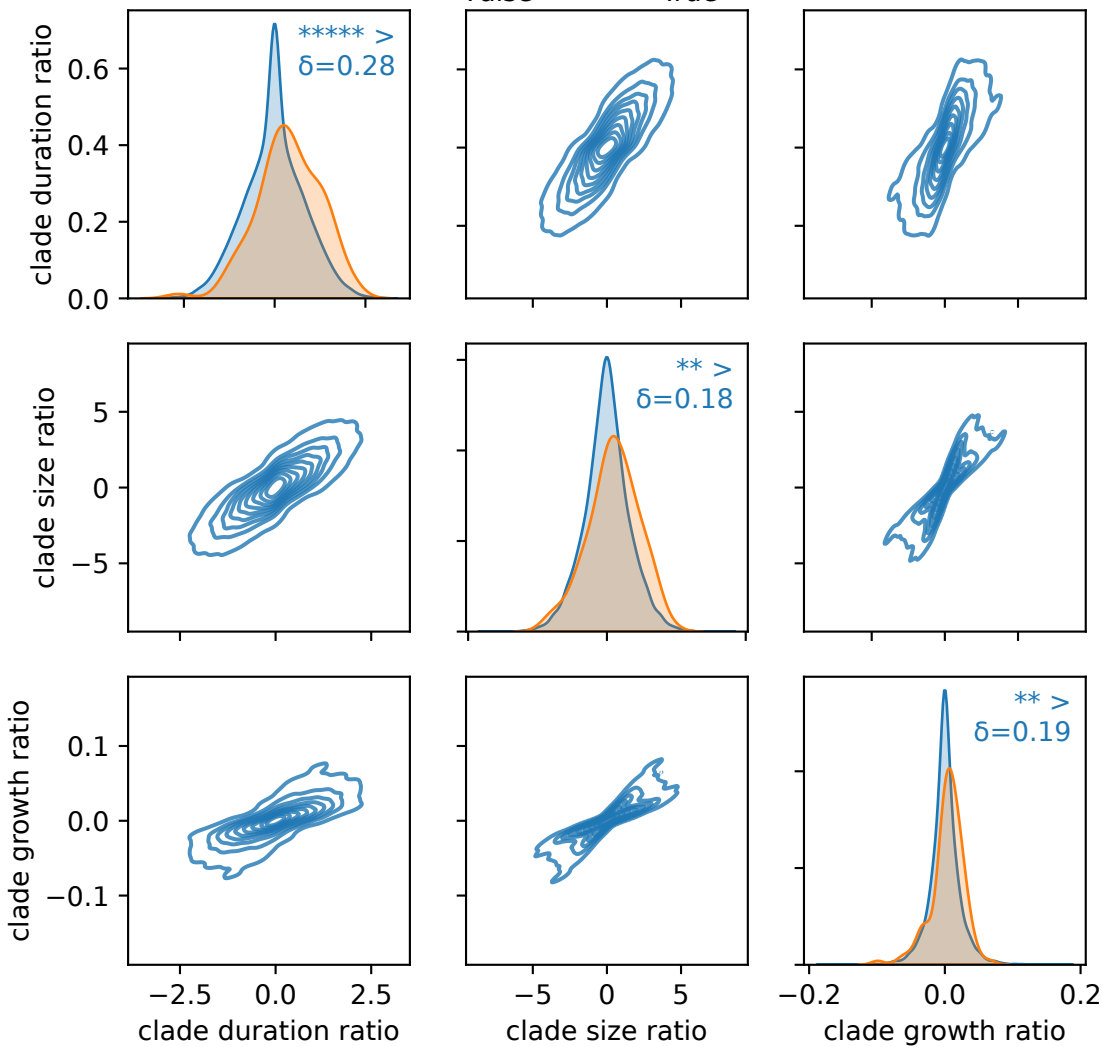 clade duration ratio
0.6
0.4
0.2
0.0
***** >
δ=0.28
clade size ratio
5
0
−5
** >
δ=0.18
clade growth ratio
0.1
0.0
−0.1
** >
δ=0.19
−2.5 0.0 2.5
−5 0 5
−0.2 0.0 0.2
clade duration ratio
clade size ratio
clade growth ratio